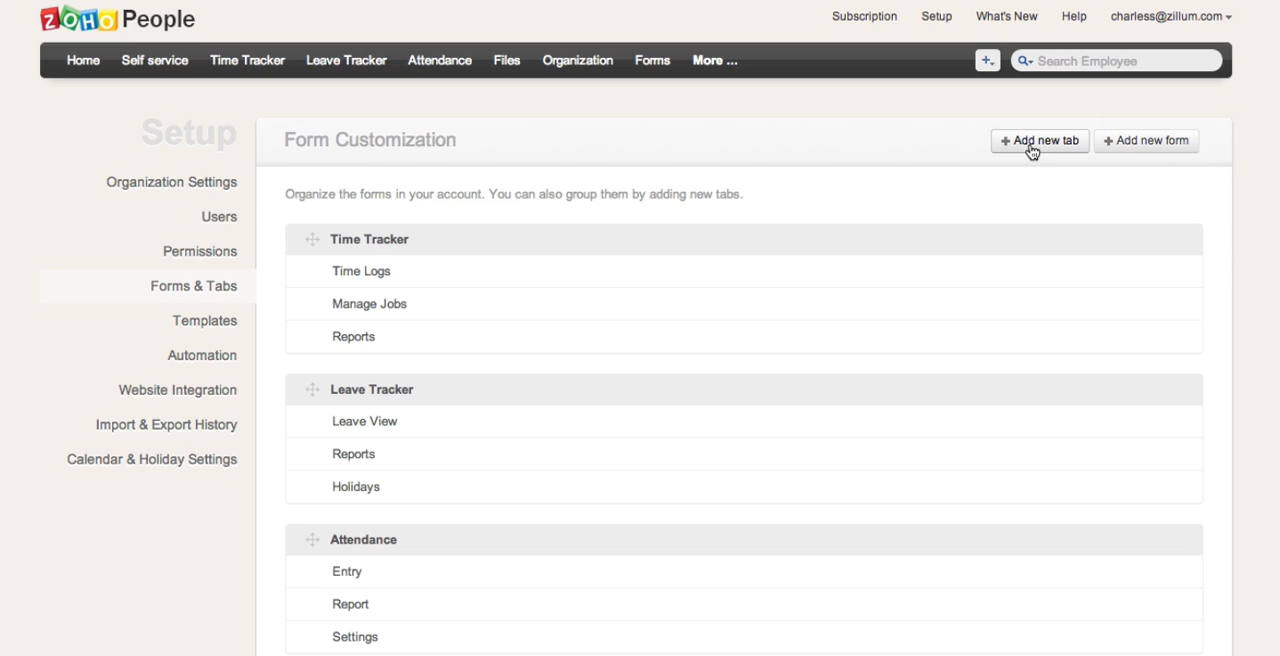 ZOHO People
Subscription Setup What's New Help charless@zillum.com
Home Self service Time Tracker Leave Tracker Attendance Files Organization Forms More ... + Search Employee
Setup
Organization Settings
Users
Permissions
Forms & Tabs
Templates
Automation
Website Integration
Import & Export History
Calendar & Holiday Settings
Form Customization
+ Add new tab + Add new form
Organize the forms in your account. You can also group them by adding new tabs.
Time Tracker
Time Logs
Manage Jobs
Reports
Leave Tracker
Leave View
Reports
Holidays
Attendance
Entry
Report
Settings